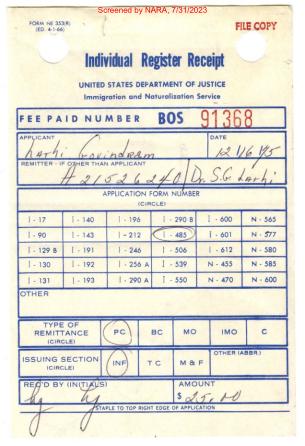 Screened by NARA, 7/31/2023
FORM NE 353(R)
(ED. 4-1-66)
FILE COPY
Individual Register Receipt
UNITED STATES DEPARTMENT OF JUSTICE
Immigration and Naturalization Service
FEE PAID NUMBER BOS 91368
APPLICANT DATE
Larhi Govindram 12/16/75
REMITTER - IF OTHER THAN APPLICANT
A 21526240 / Dr. S.G. Larhi
APPLICATION FORM NUMBER
(CIRCLE)
I - 17 I - 140 I - 196 I - 290 B I - 600 N - 565
I - 90 I - 143 I - 212 I - 485 I - 601 N - 577
I - 129 B I - 191 I - 246 I - 506 I - 612 N - 580
I - 130 I - 192 I - 256 A I - 539 N - 455 N - 585
I - 131 I - 193 I - 290 A I - 550 N - 470 N - 600
OTHER
TYPE OF REMITTANCE (CIRCLE) PC BC MO IMO C
ISSUING SECTION (CIRCLE) INF T C M & F OTHER (ABBR.)
REC'D BY (INITIALS) AMOUNT
$ 25.00
STAPLE TO TOP RIGHT EDGE OF APPLICATION